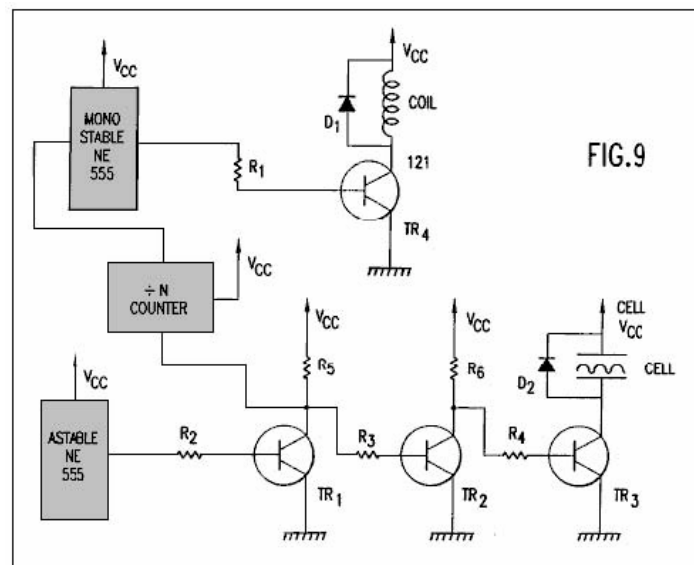 VCC
MONO
STABLE
NE
555
R1
VCC
D1
COIL
121
TR4
FIG.9
÷ N
COUNTER
VCC
VCC
ASTABLE
NE
555
R2
VCC
R5
TR1
R3
VCC
R6
TR2
R4
CELL
VCC
D2
CELL
TR3